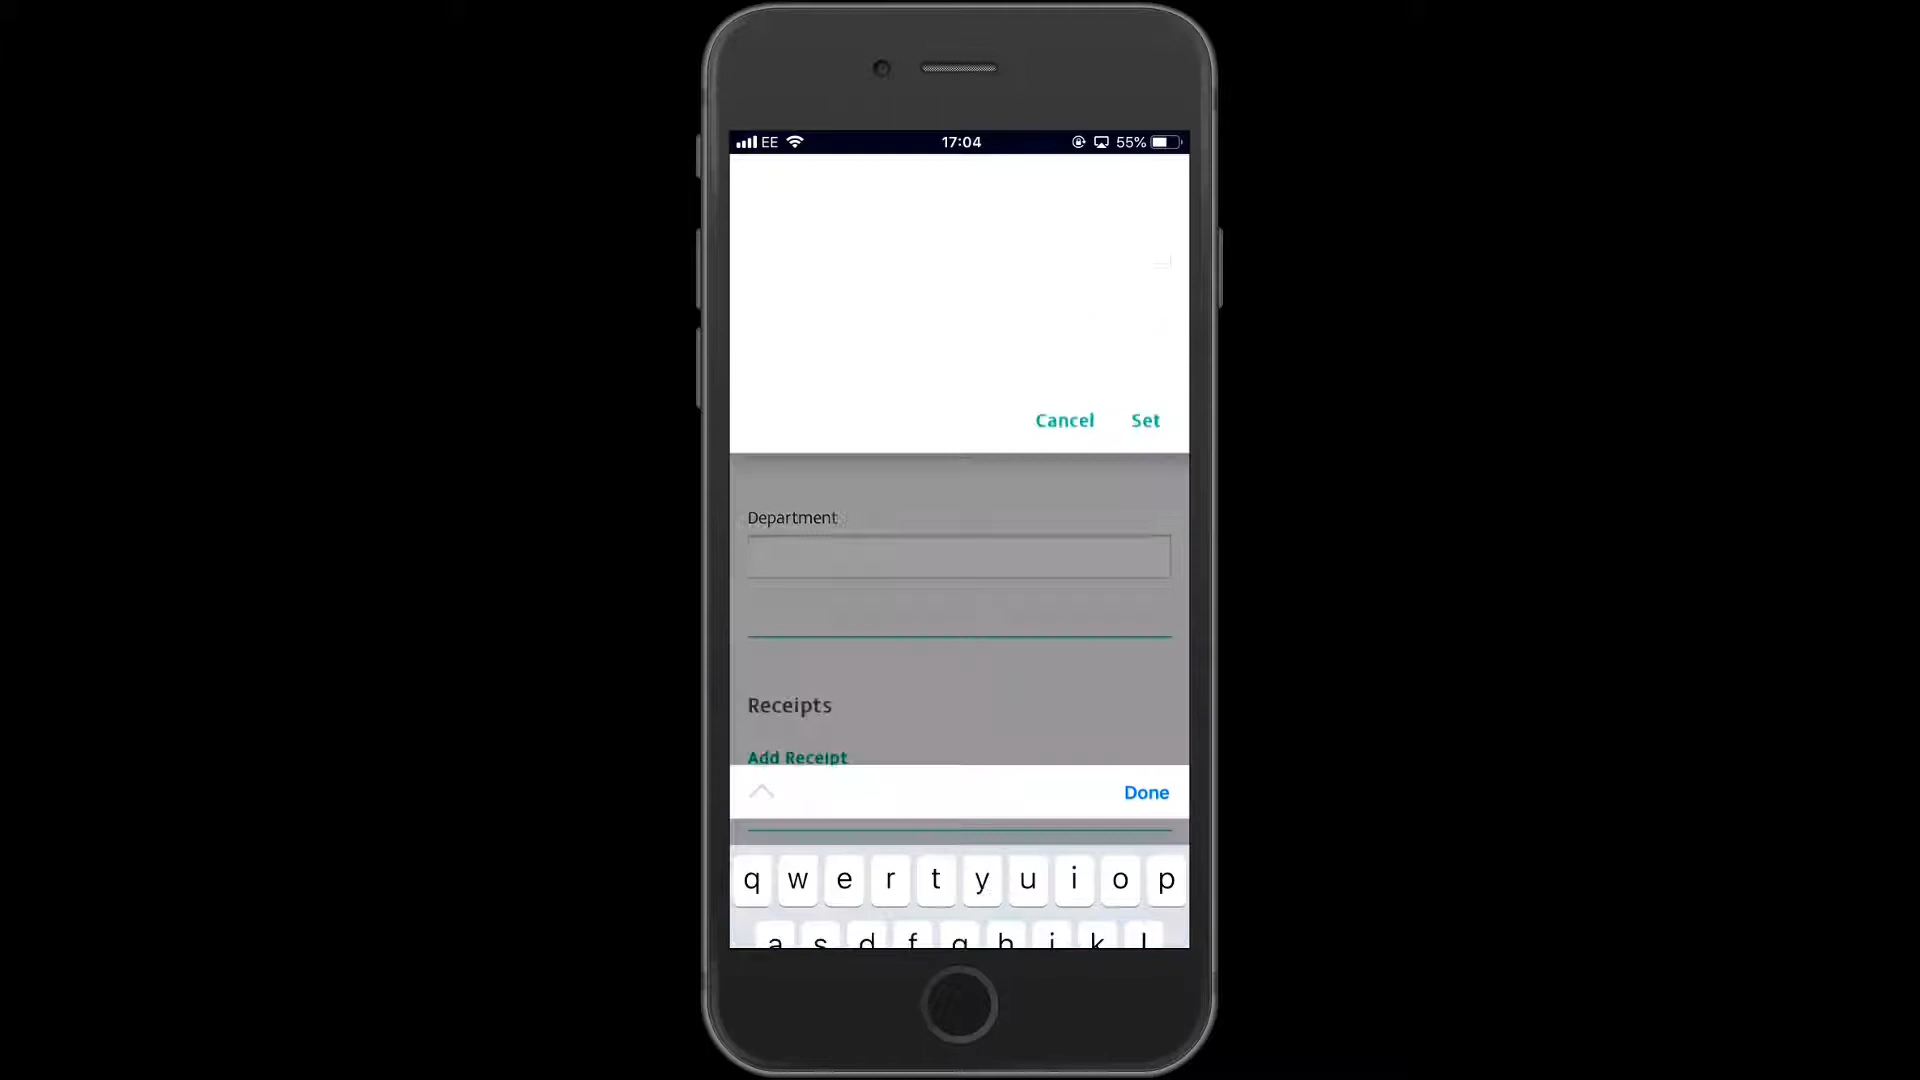 EE 17:04 55%
Cancel Set
Department
Receipts
Add Receipt
Done
q w e r t y u i o p
a s d f g h j k l